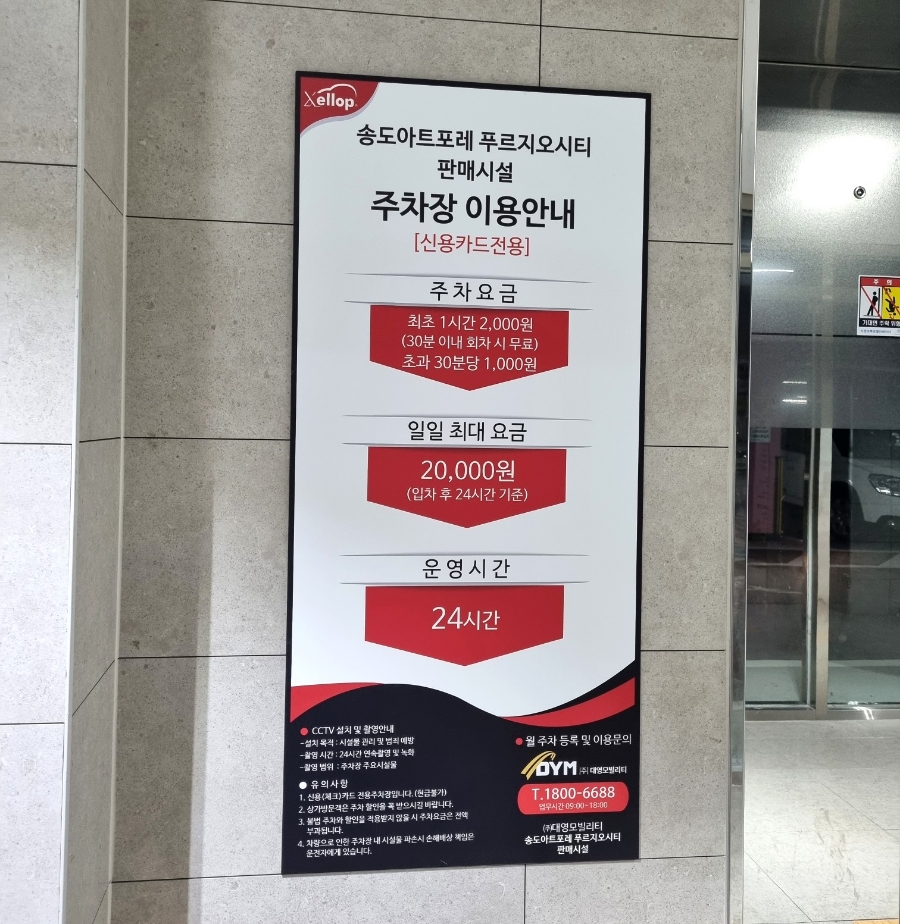 Xellop
송도아트포레 푸르지오시티
판매시설
주차장 이용안내
[신용카드전용]
주차요금
최초 1시간 2,000원
(30분 이내 회차 시 무료)
초과 30분당 1,000원
일일 최대 요금
20,000원
(입차 후 24시간 기준)
운영시간
24시간
● CCTV 설치 및 촬영안내
-설치 목적 : 시설물 관리 및 범죄 예방
-촬영 시간 : 24시간 연속촬영 및 녹화
-촬영 범위 : 주차장 주요시설물
● 유의사항
1. 신용(체크)카드 전용주차장입니다. (현금불가)
2. 상가방문객은 주차 할인을 꼭 받으시길 바랍니다.
3. 불법 주차와 할인을 적용받지 않을 시 주차요금은 전액
부과됩니다.
4. 차량으로 인한 주차장 내 시설물 파손시 손해배상 책임은
운전자에게 있습니다.
● 월 주차 등록 및 이용문의
DYM (주) 대영모빌리티
T.1800-6688
업무시간 09:00~18:00
(주)대영모빌리티
송도아트포레 푸르지오시티
판매시설
주의
기대면 추락 위험